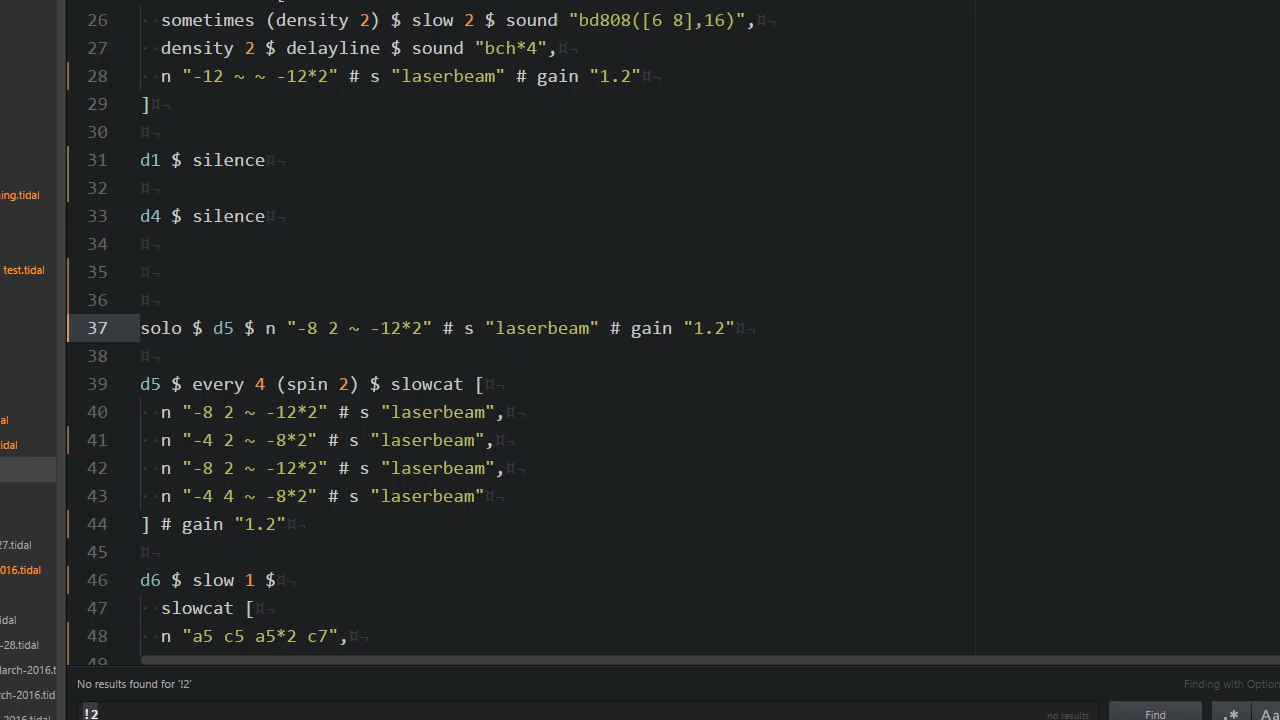 26 sometimes (density 2) $ slow 2 $ sound "bd808([6 8],16)",¤¬
27 density 2 $ delayline $ sound "bch*4",¤¬
28 n "-12 ~ ~ -12*2" # s "laserbeam" # gain "1.2"¤¬
29 ]¤¬
30 ¤¬
31 d1 $ silence¤¬
32 ¤¬
33 d4 $ silence¤¬
34 ¤¬
35 ¤¬
36 ¤¬
37 solo $ d5 $ n "-8 2 ~ -12*2" # s "laserbeam" # gain "1.2"¤¬
38 ¤¬
39 d5 $ every 4 (spin 2) $ slowcat [¤¬
40 n "-8 2 ~ -12*2" # s "laserbeam",¤¬
41 n "-4 2 ~ -8*2" # s "laserbeam",¤¬
42 n "-8 2 ~ -12*2" # s "laserbeam",¤¬
43 n "-4 4 ~ -8*2" # s "laserbeam"¤¬
44 ] # gain "1.2"¤¬
45 ¤¬
46 d6 $ slow 1 $¤¬
47 slowcat [¤¬
48 n "a5 c5 a5*2 c7",¤¬
49
ing.tidal
test.tidal
al
idal
27.tidal
016.tidal
idal
-28.tidal
March-2016.t
rch-2016.tid
No results found for '!2'
Finding with Option
!2
no results
Find
.*
Aa